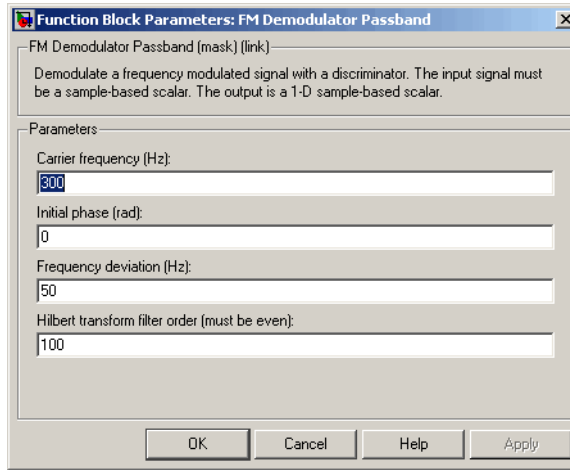 Function Block Parameters: FM Demodulator Passband
FM Demodulator Passband (mask) (link)
Demodulate a frequency modulated signal with a discriminator. The input signal must
be a sample-based scalar. The output is a 1-D sample-based scalar.
Parameters
Carrier frequency (Hz):
300
Initial phase (rad):
0
Frequency deviation (Hz):
50
Hilbert transform filter order (must be even):
100
OK Cancel Help Apply